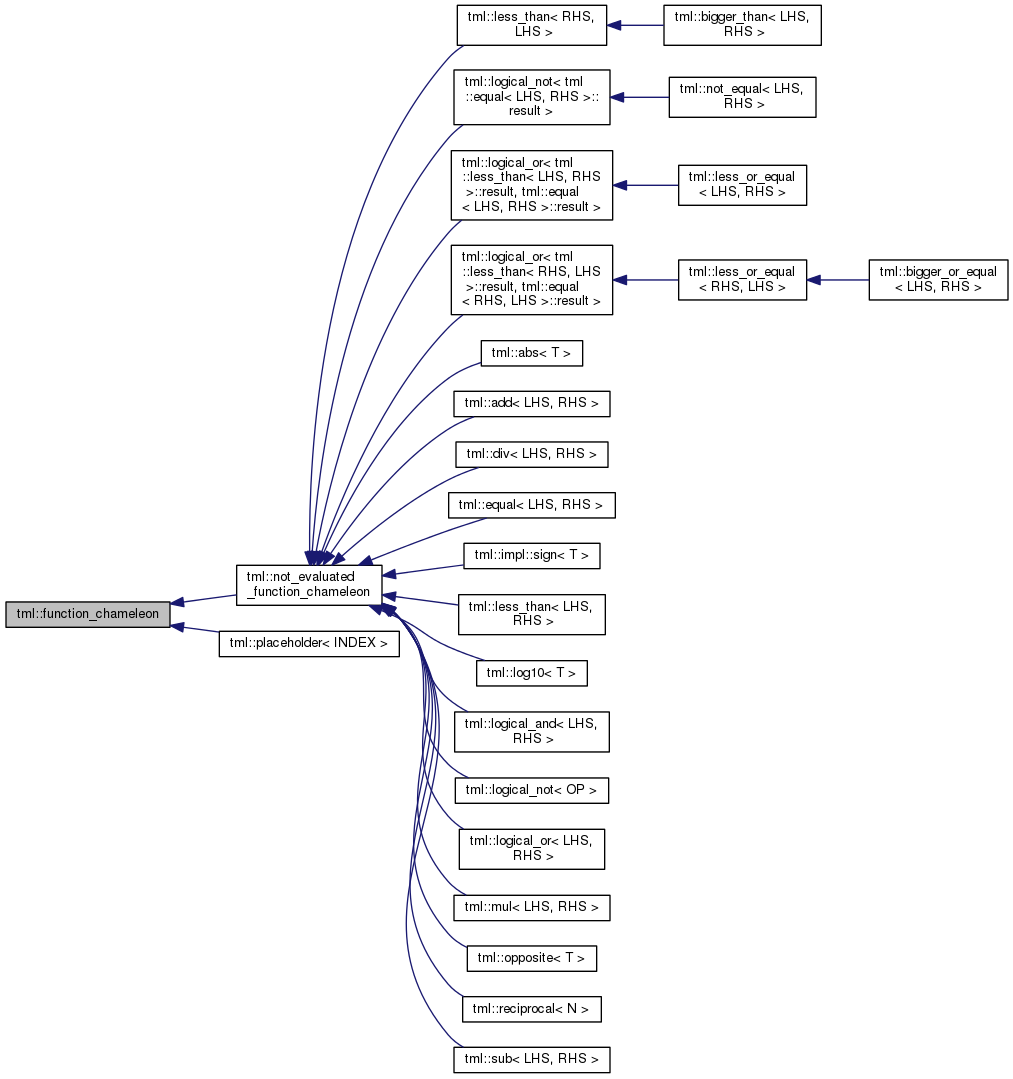 tml::less_than< RHS,
LHS >
tml::bigger_than< LHS,
RHS >
tml::logical_not< tml
::equal< LHS, RHS >::
result >
tml::not_equal< LHS,
RHS >
tml::logical_or< tml
::less_than< LHS, RHS
>::result, tml::equal
< LHS, RHS >::result >
tml::less_or_equal
< LHS, RHS >
tml::logical_or< tml
::less_than< RHS, LHS
>::result, tml::equal
< RHS, LHS >::result >
tml::less_or_equal
< RHS, LHS >
tml::bigger_or_equal
< LHS, RHS >
tml::abs< T >
tml::add< LHS, RHS >
tml::div< LHS, RHS >
tml::equal< LHS, RHS >
tml::impl::sign< T >
tml::not_evaluated
_function_chameleon
tml::function_chameleon
tml::placeholder< INDEX >
tml::less_than< LHS,
RHS >
tml::log10< T >
tml::logical_and< LHS,
RHS >
tml::logical_not< OP >
tml::logical_or< LHS,
RHS >
tml::mul< LHS, RHS >
tml::opposite< T >
tml::reciprocal< N >
tml::sub< LHS, RHS >